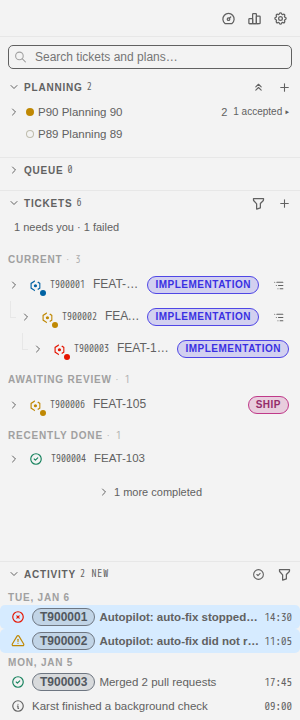 Search tickets and plans…
PLANNING 2
P90 Planning 90 2 1 accepted ▸
P89 Planning 89
QUEUE 0
TICKETS 6
1 needs you · 1 failed
CURRENT · 3
T900001 FEAT-… IMPLEMENTATION
T900002 FEA… IMPLEMENTATION
T900003 FEAT-1… IMPLEMENTATION
AWAITING REVIEW · 1
T900006 FEAT-105 SHIP
RECENTLY DONE · 1
T900004 FEAT-103
1 more completed
ACTIVITY 2 NEW
TUE, JAN 6
T900001 Autopilot: auto-fix stopped… 14:30
T900002 Autopilot: auto-fix did not r… 11:05
MON, JAN 5
T900003 Merged 2 pull requests 17:45
Karst finished a background check 09:00